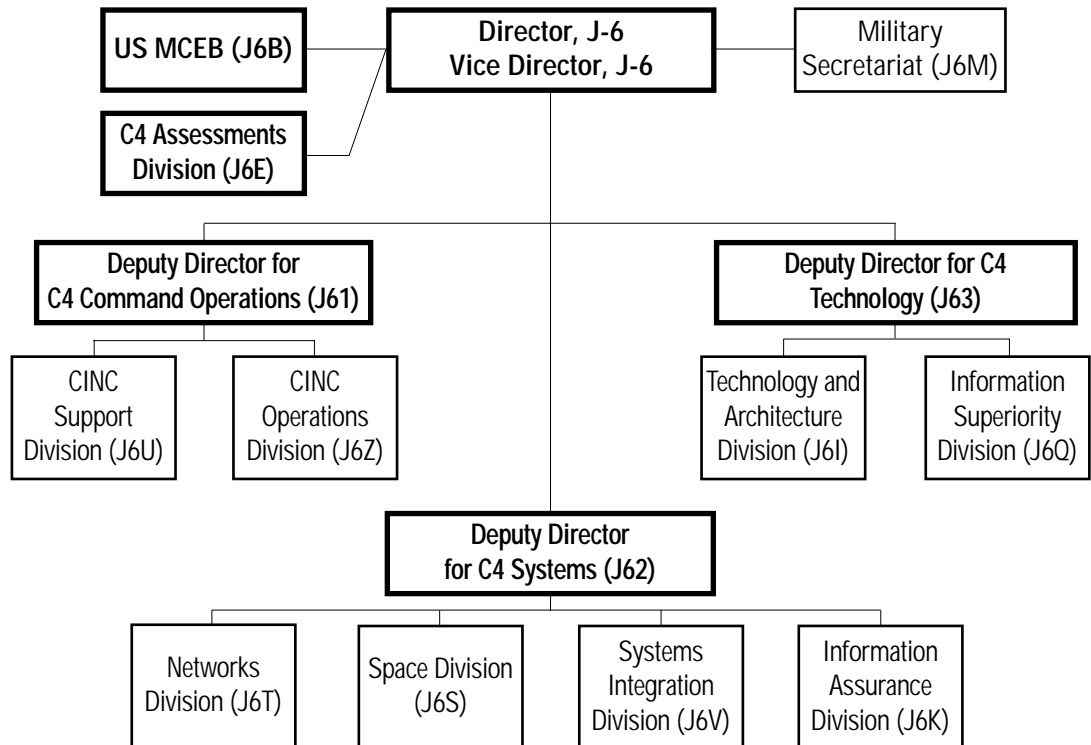 US MCEB (J6B)
Director, J-6
Vice Director, J-6
Military
Secretariat (J6M)
C4 Assessments
Division (J6E)
Deputy Director for
C4 Command Operations (J61)
Deputy Director for C4
Technology (J63)
CINC
Support
Division (J6U)
CINC
Operations
Division (J6Z)
Technology and
Architecture
Division (J6I)
Information
Superiority
Division (J6Q)
Deputy Director
for C4 Systems (J62)
Networks
Division (J6T)
Space Division
(J6S)
Systems
Integration
Division (J6V)
Information
Assurance
Division (J6K)